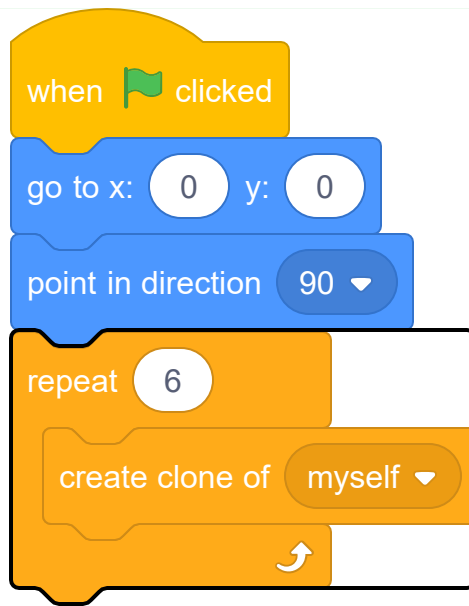 when clicked
go to x: 0 y: 0
point in direction 90
repeat 6
create clone of myself